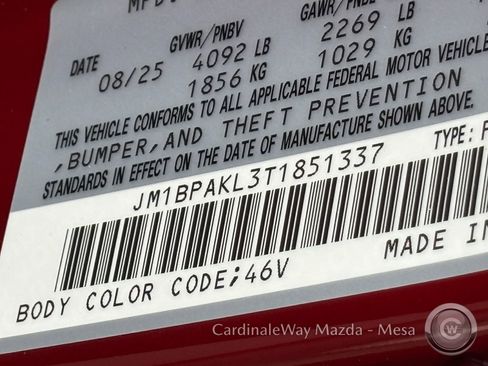 MFD.
GVWR/PNBV GAWR/PNBE
DATE 08/25 4092 LB 2269 LB
1856 KG 1029 KG
THIS VEHICLE CONFORMS TO ALL APPLICABLE FEDERAL MOTOR VEHICLE
,BUMPER, AND THEFT PREVENTION
STANDARDS IN EFFECT ON THE DATE OF MANUFACTURE SHOWN ABOVE.
JM1BPAKL3T1851337 TYPE:
BODY COLOR CODE;46V MADE IN
CardinaleWay Mazda - Mesa